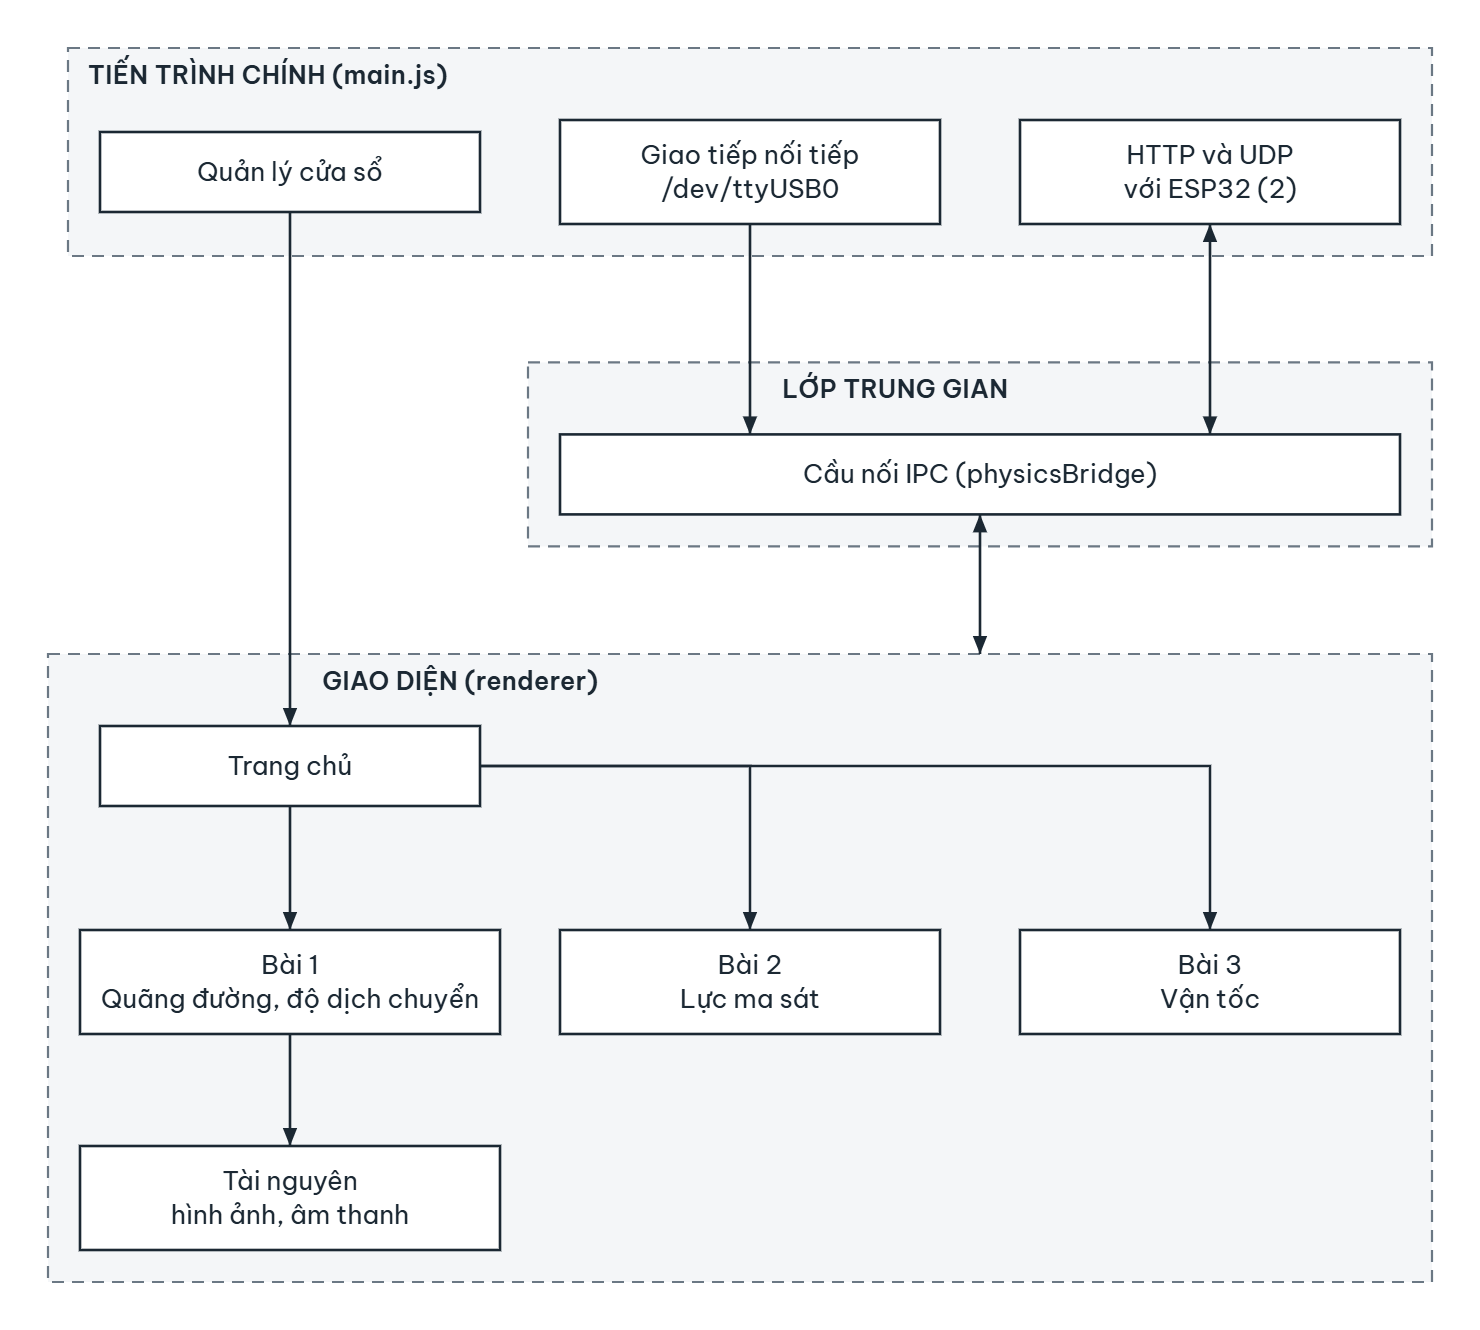 TIẾN TRÌNH CHÍNH (main.js)
Quản lý cửa sổ
Giao tiếp nối tiếp
/dev/ttyUSB0
HTTP và UDP
với ESP32 (2)
LỚP TRUNG GIAN
Cầu nối IPC (physicsBridge)
GIAO DIỆN (renderer)
Trang chủ
Bài 1
Quãng đường, độ dịch chuyển
Bài 2
Lực ma sát
Bài 3
Vận tốc
Tài nguyên
hình ảnh, âm thanh